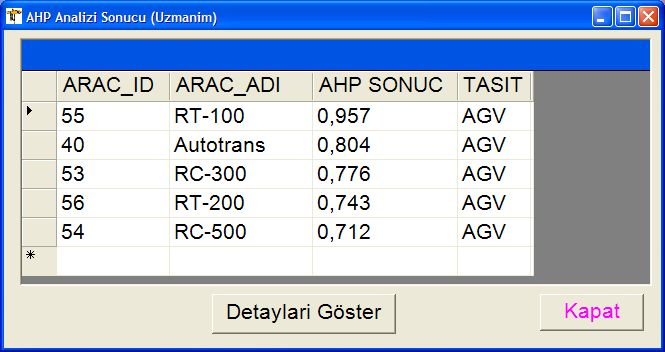 AHP Analizi Sonucu (Uzmanim)
ARAC_ID ARAC_ADI AHP SONUC TASIT
55 RT-100 0,957 AGV
40 Autotrans 0,804 AGV
53 RC-300 0,776 AGV
56 RT-200 0,743 AGV
54 RC-500 0,712 AGV
Detaylari Göster Kapat